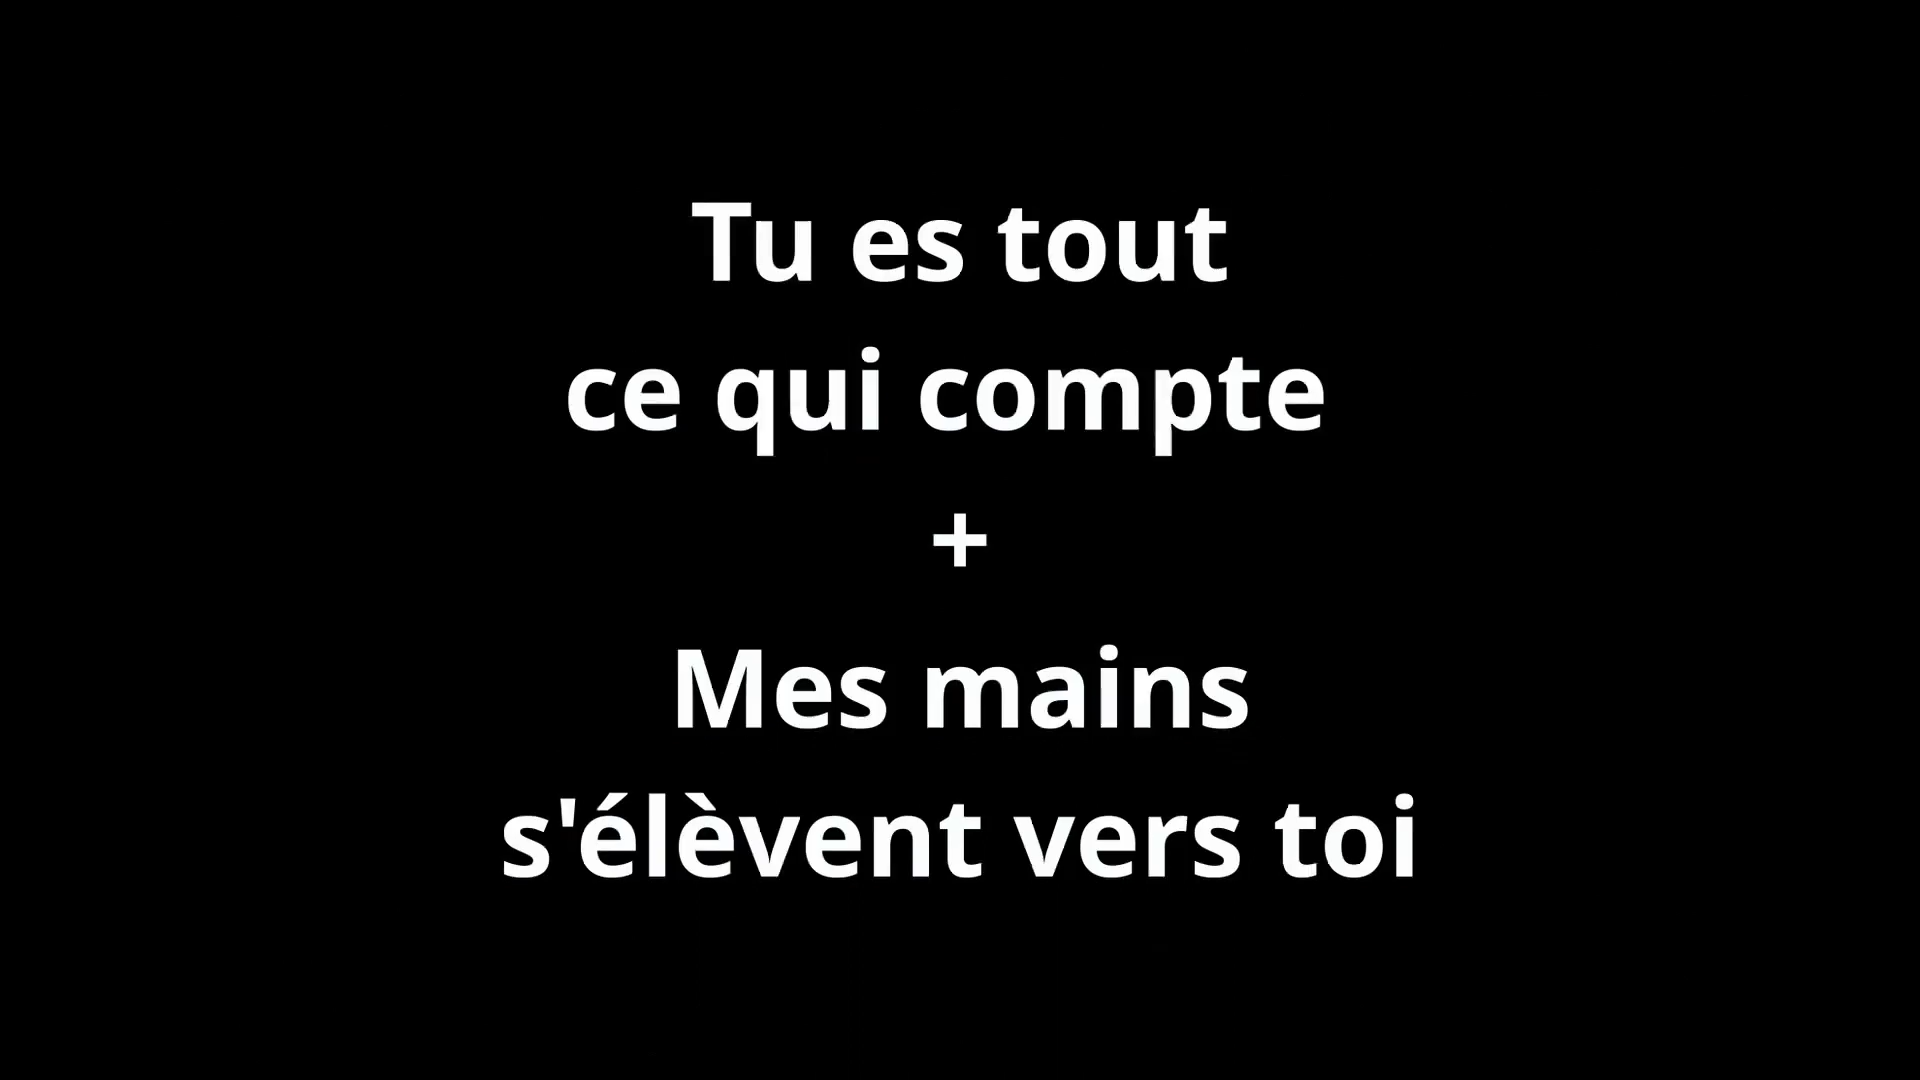 Tu es tout
ce qui compte
+
Mes mains
s'élèvent vers toi